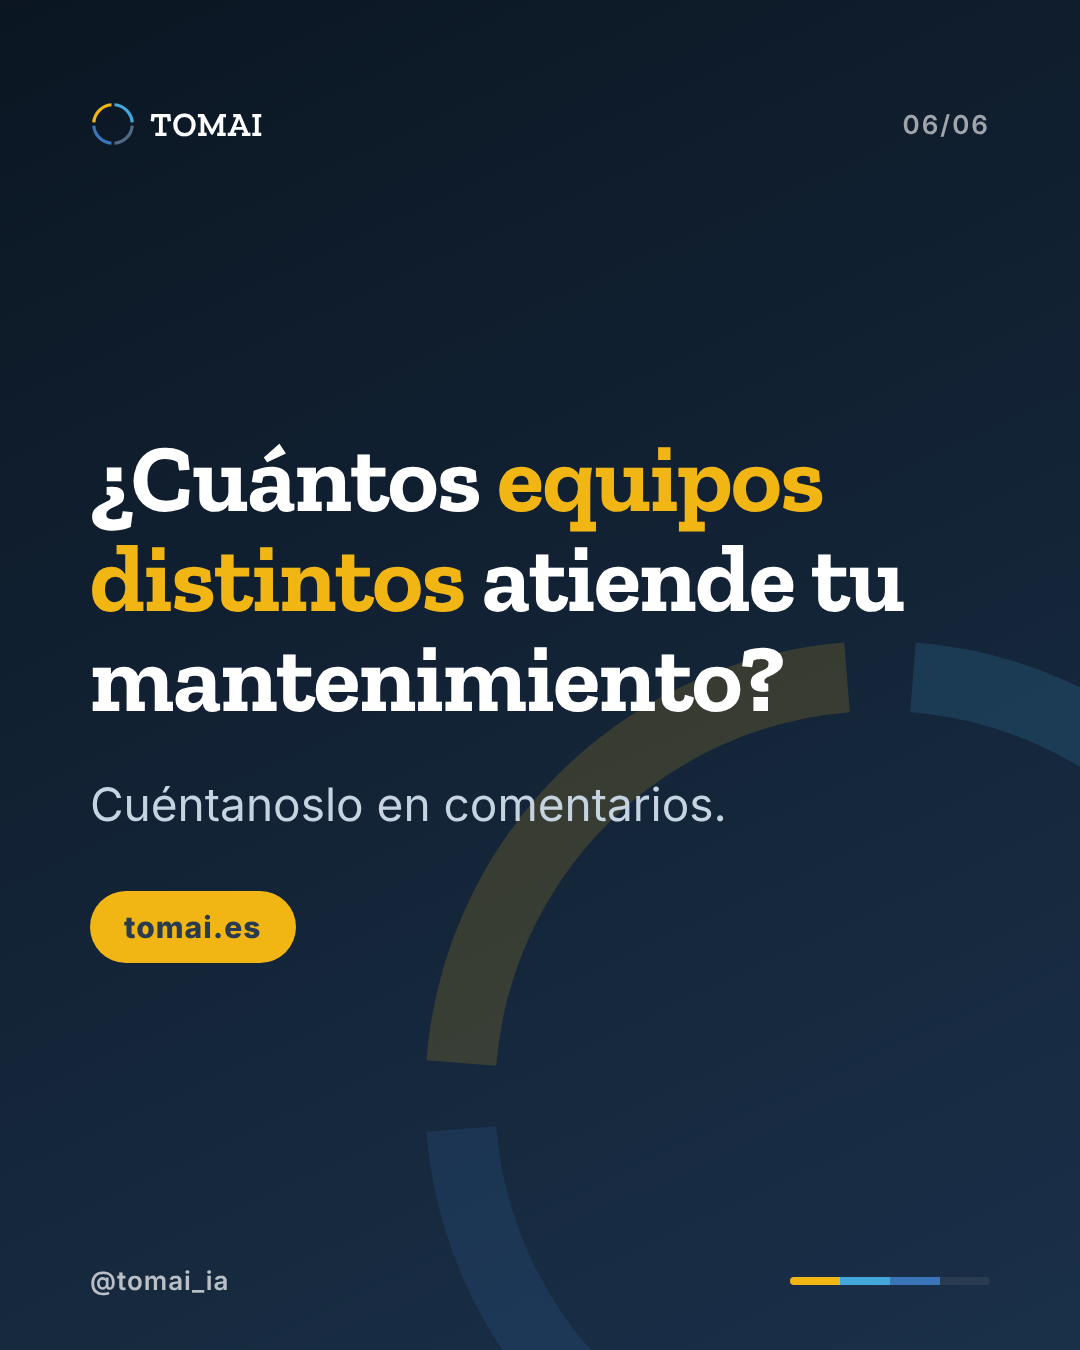 TOMAI
06/06
¿Cuántos equipos
distintos atiende tu
mantenimiento?
Cuéntanoslo en comentarios.
tomai.es
@tomai_ia